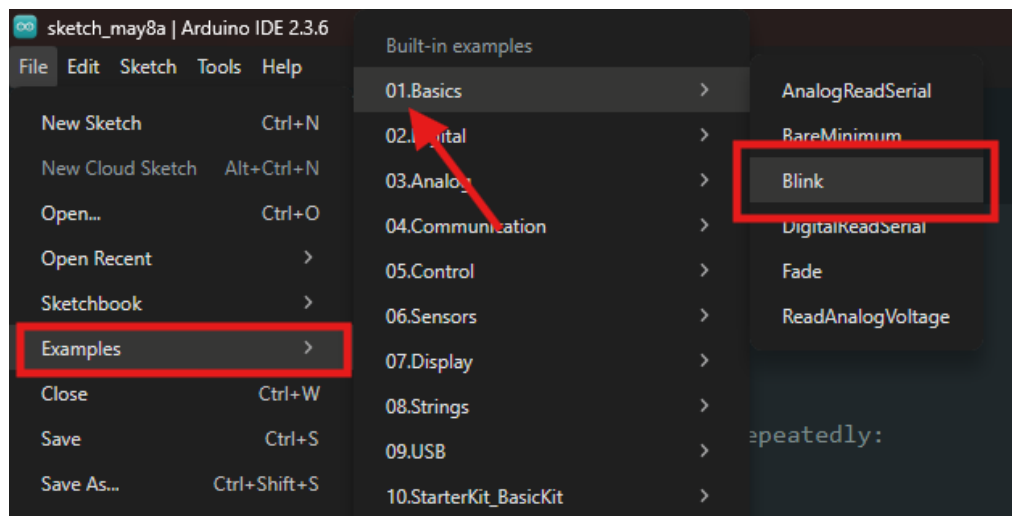 sketch_may8a | Arduino IDE 2.3.6
File Edit Sketch Tools Help
New Sketch Ctrl+N
New Cloud Sketch Alt+Ctrl+N
Open... Ctrl+O
Open Recent
Sketchbook
Examples
Close Ctrl+W
Save Ctrl+S
Save As... Ctrl+Shift+S
Built-in examples
01.Basics
02.Digital
03.Analog
04.Communication
05.Control
06.Sensors
07.Display
08.Strings
09.USB
10.StarterKit_BasicKit
AnalogReadSerial
BareMinimum
Blink
DigitalReadSerial
Fade
ReadAnalogVoltage
epeatedly: